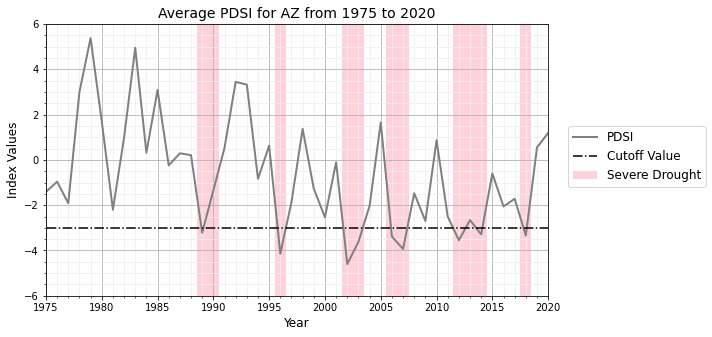 Average PDSI for AZ from 1975 to 2020
6
4
2
0
−2
−4
−6
Index Values
1975 1980 1985 1990 1995 2000 2005 2010 2015 2020
Year
PDSI
Cutoff Value
Severe Drought